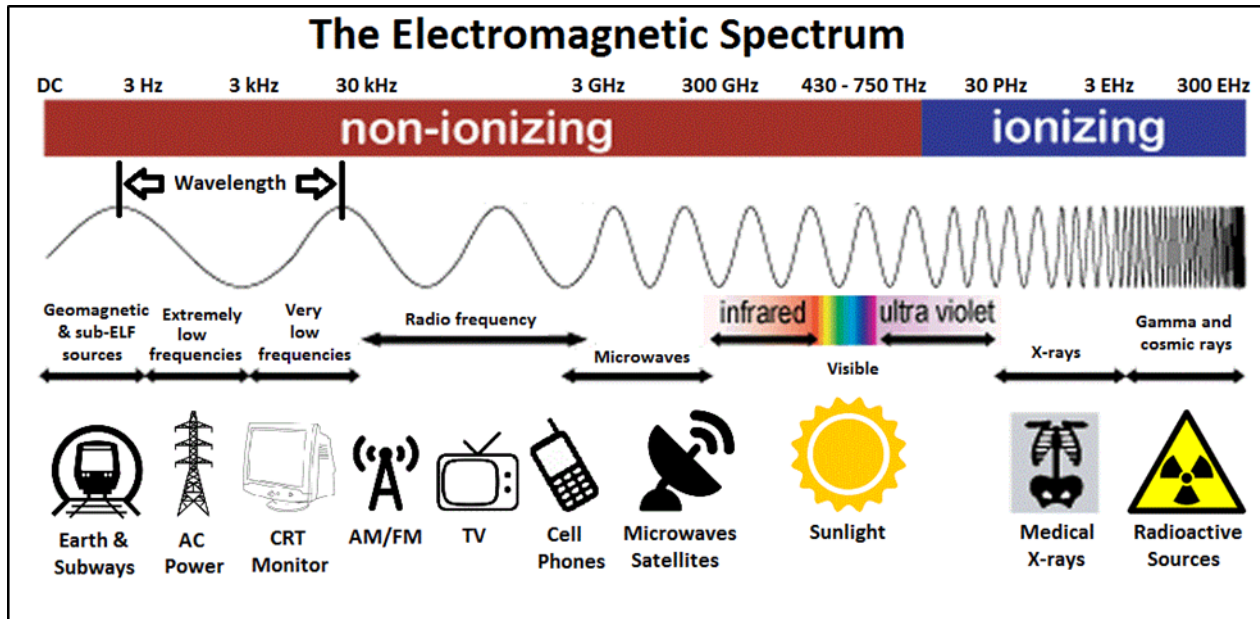 The Electromagnetic Spectrum
DC 3 Hz 3 kHz 30 kHz 3 GHz 300 GHz 430 - 750 THz 30 PHz 3 EHz 300 EHz
non-ionizing ionizing
Wavelength
Geomagnetic
& sub-ELF
sources
Extremely
low
frequencies
Very
low
frequencies
Radio frequency
Microwaves
infrared
Visible
ultra violet
X-rays
Gamma and
cosmic rays
Earth &
Subways
AC
Power
CRT
Monitor
AM/FM
TV
Cell
Phones
Microwaves
Satellites
Sunlight
Medical
X-rays
Radioactive
Sources